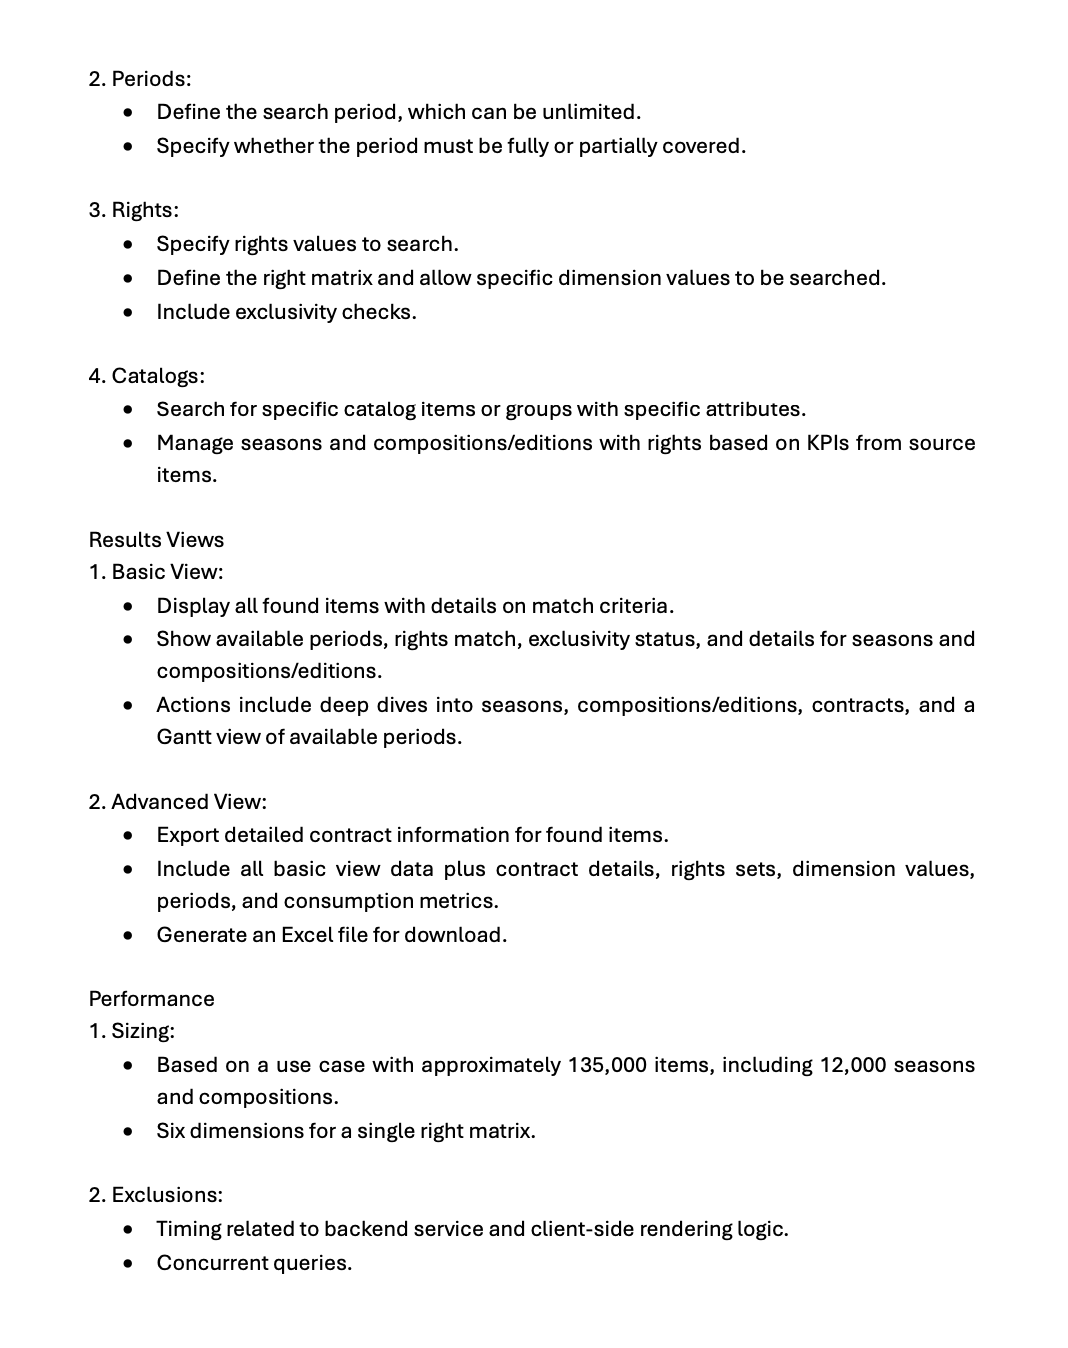 2. Periods:
• Define the search period, which can be unlimited.
• Specify whether the period must be fully or partially covered.
3. Rights:
• Specify rights values to search.
• Define the right matrix and allow specific dimension values to be searched.
• Include exclusivity checks.
4. Catalogs:
• Search for specific catalog items or groups with specific attributes.
• Manage seasons and compositions/editions with rights based on KPIs from source
items.
Results Views
1. Basic View:
• Display all found items with details on match criteria.
• Show available periods, rights match, exclusivity status, and details for seasons and
compositions/editions.
• Actions include deep dives into seasons, compositions/editions, contracts, and a
Gantt view of available periods.
2. Advanced View:
• Export detailed contract information for found items.
• Include all basic view data plus contract details, rights sets, dimension values,
periods, and consumption metrics.
• Generate an Excel file for download.
Performance
1. Sizing:
• Based on a use case with approximately 135,000 items, including 12,000 seasons
and compositions.
• Six dimensions for a single right matrix.
2. Exclusions:
• Timing related to backend service and client-side rendering logic.
• Concurrent queries.